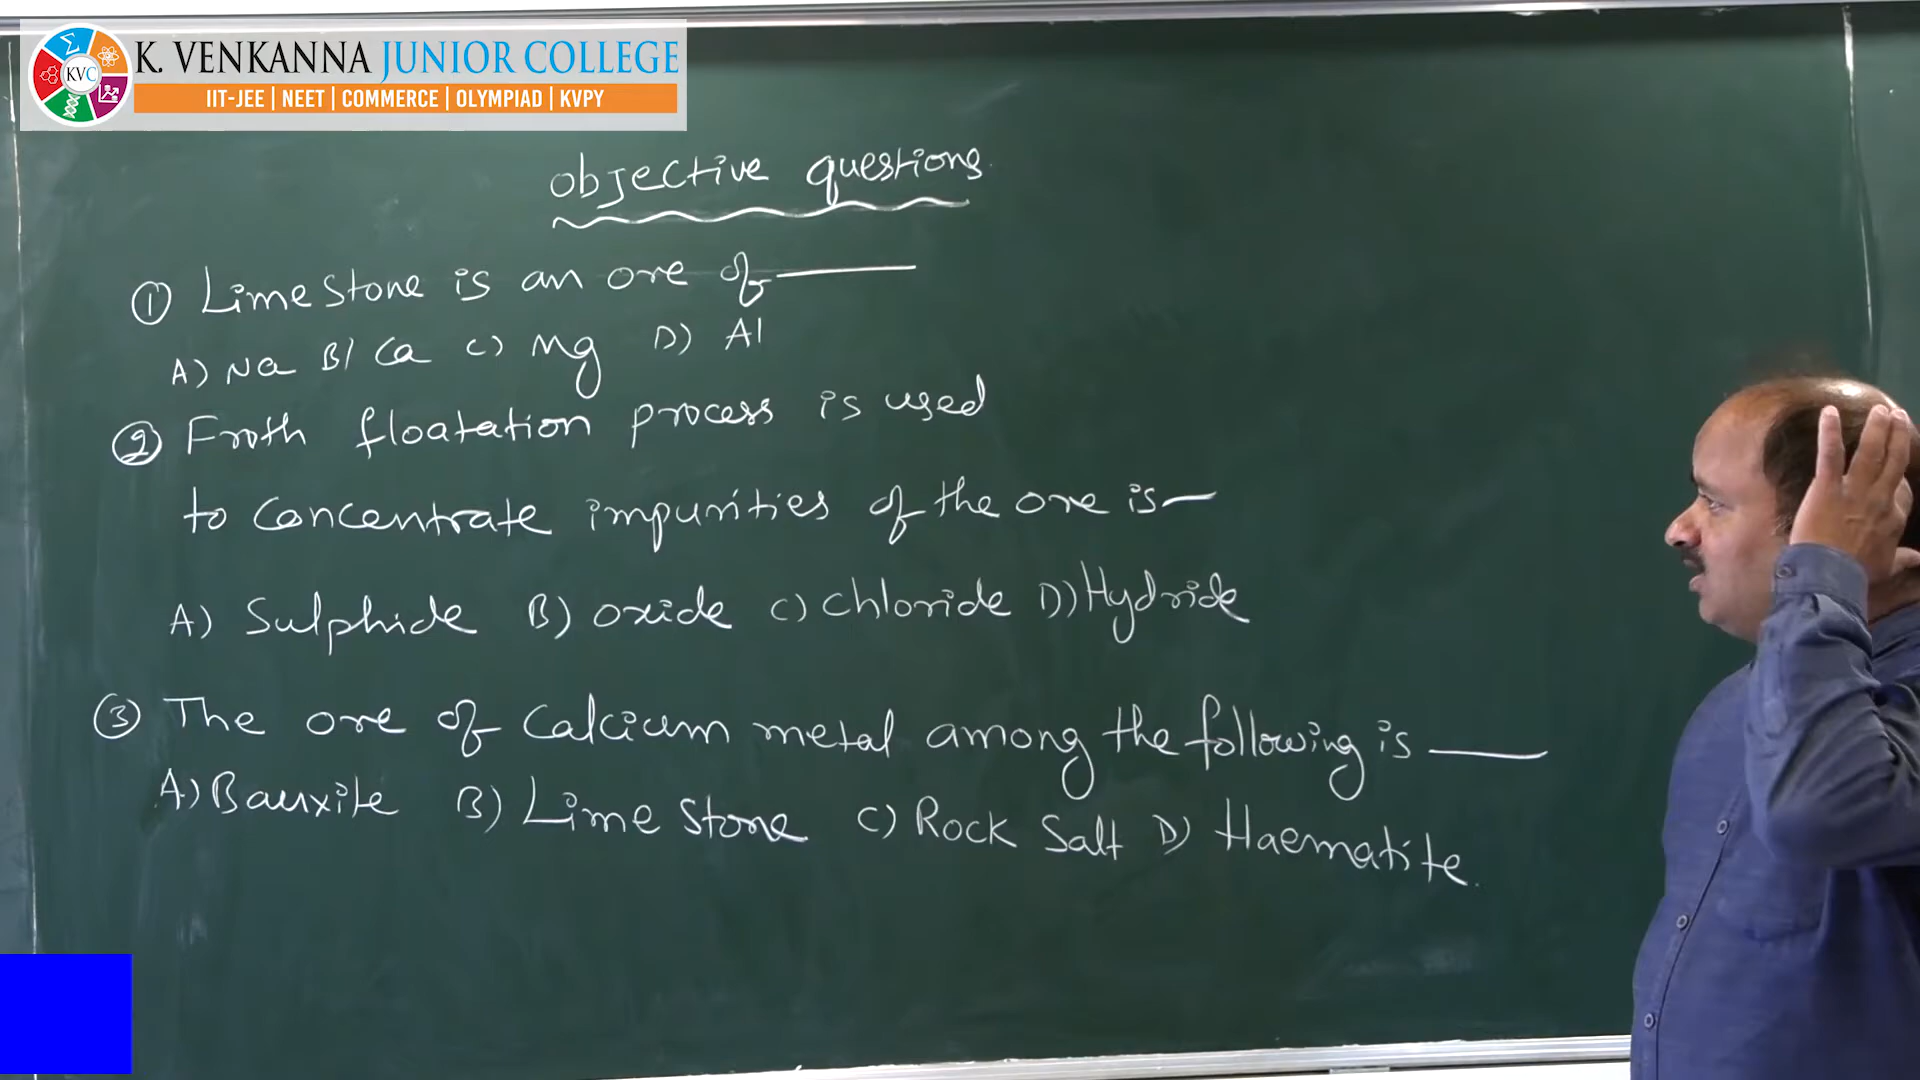 KVC
K. VENKANNA JUNIOR COLLEGE
IIT-JEE | NEET | COMMERCE | OLYMPIAD | KVPY
objective questions
① Lime stone is an ore of ———
A) Na B) Ca C) Mg D) Al
② Froth floatation process is used
to concentrate impurities of the ore is —
A) Sulphide B) oxide C) chloride D) Hydride
③ The ore of calcium metal among the following is ———
A) Bauxite B) Lime stone C) Rock Salt D) Haematite.